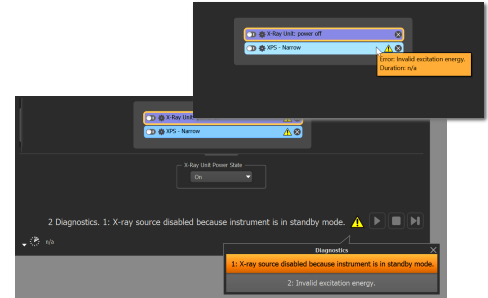 X-Ray Unit: power off
XPS - Narrow
Error: Invalid excitation energy.
Duration: n/a
X-Ray Unit:
XPS - Narrow
X-Ray Unit Power State
On
2 Diagnostics. 1: X-ray source disabled because instrument is in standby mode.
n/a
Diagnostics
1: X-ray source disabled because instrument is in standby mode.
2: Invalid excitation energy.